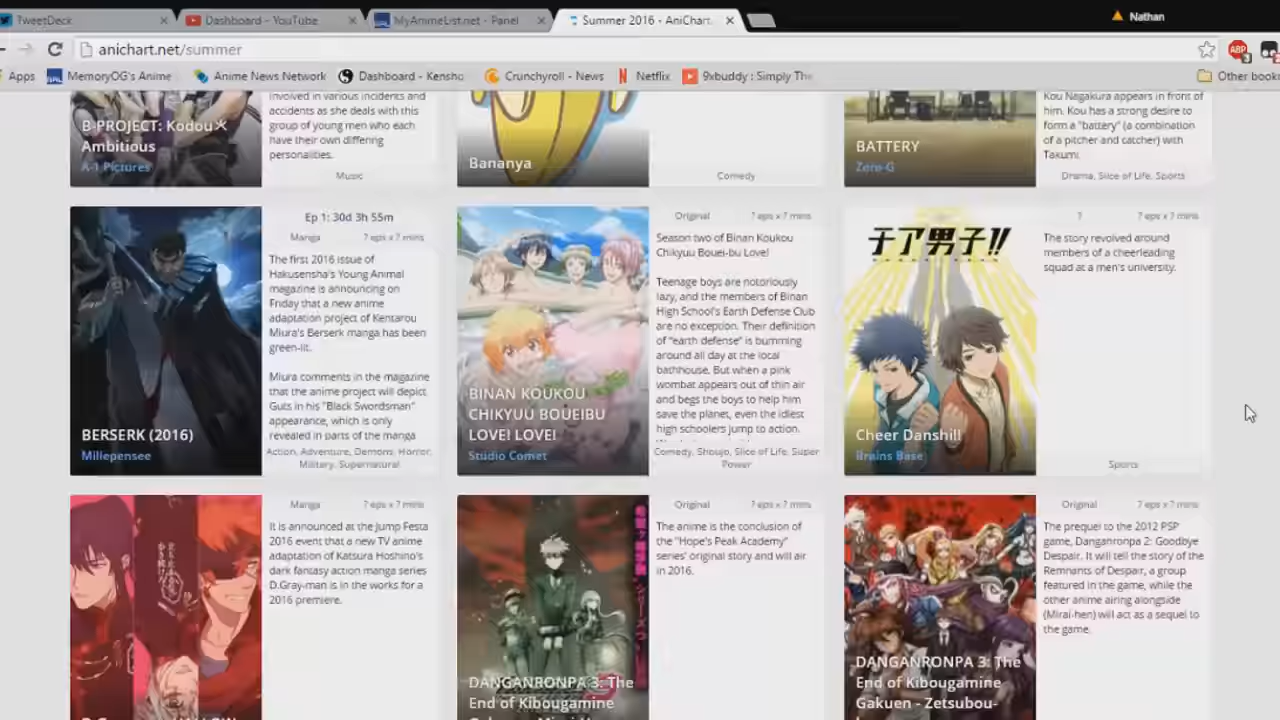 TweetDeck
Dashboard - YouTube
MyAnimeList.net - Panel
Summer 2016 - AniChart.
Nathan
anichart.net/summer
Apps
MemoryOG's Anime
Anime News Network
Dashboard - Kensho
Crunchyroll - News
Netflix
9xbuddy : Simply The
Other book
involved in various incidents and
accidents as she deals with this
group of young men who each
have their own differing
personalities.
Music
B-PROJECT: Kodou×
Ambitious
A-1 Pictures
Bananya
Comedy
BATTERY
Zero-G
Kou Nagakura appears in front of
him. Kou has a strong desire to
form a "battery" (a combination
of a pitcher and catcher) with
Takumi.
Drama, Slice of Life, Sports
BERSERK (2016)
Millepensee
Ep 1: 30d 3h 55m
Manga ? eps x ? mins
The first 2016 issue of
Hakusensha's Young Animal
magazine is announcing on
Friday that a new anime
adaptation project of Kentarou
Miura's Berserk manga has been
green-lit.
Miura comments in the magazine
that the anime project will depict
Guts in his "Black Swordsman"
appearance, which is only
revealed in parts of the manga
Action, Adventure, Demons, Horror,
Military, Supernatural
BINAN KOUKOU
CHIKYUU BOUEIBU
LOVE! LOVE!
Studio Comet
Original ? eps x ? mins
Season two of Binan Koukou
Chikyuu Bouei-bu Love!
Teenage boys are notoriously
lazy, and the members of Binan
High School's Earth Defense Club
are no exception. Their definition
of "earth defense" is bumming
around all day at the local
bathhouse. But when a pink
wombat appears out of thin air
and begs the boys to help him
save the planet, even the idlest
high schoolers jump to action.
Comedy, Shoujo, Slice of Life, Super
Power
チア男子!!
Cheer Danshi!!
Brains Base
? ? eps x ? mins
The story revolved around
members of a cheerleading
squad at a men's university.
Sports
Manga ? eps x ? mins
It is announced at the Jump Festa
2016 event that a new TV anime
adaptation of Katsura Hoshino's
dark fantasy action manga series
D.Gray-man is in the works for a
2016 premiere.
DANGANRONPA 3: The
End of Kibougamine
Original ? eps x ? mins
The anime is the conclusion of
the "Hope's Peak Academy"
series' original story and will air
in 2016.
DANGANRONPA 3: The
End of Kibougamine
Gakuen - Zetsubou-
Original ? eps x ? mins
The prequel to the 2012 PSP
game, Danganronpa 2: Goodbye
Despair. It will tell the story of the
Remnants of Despair, a group
featured in the game, while the
other anime airing alongside
(Mirai-hen) will act as a sequel to
the game.